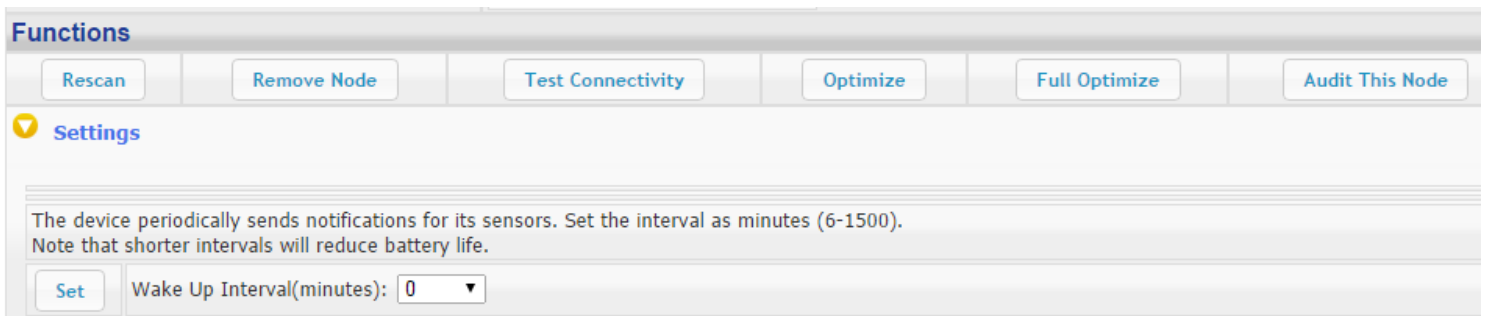 Functions
Rescan Remove Node Test Connectivity Optimize Full Optimize Audit This Node
Settings
The device periodically sends notifications for its sensors. Set the interval as minutes (6-1500).
Note that shorter intervals will reduce battery life.
Set Wake Up Interval(minutes): 0